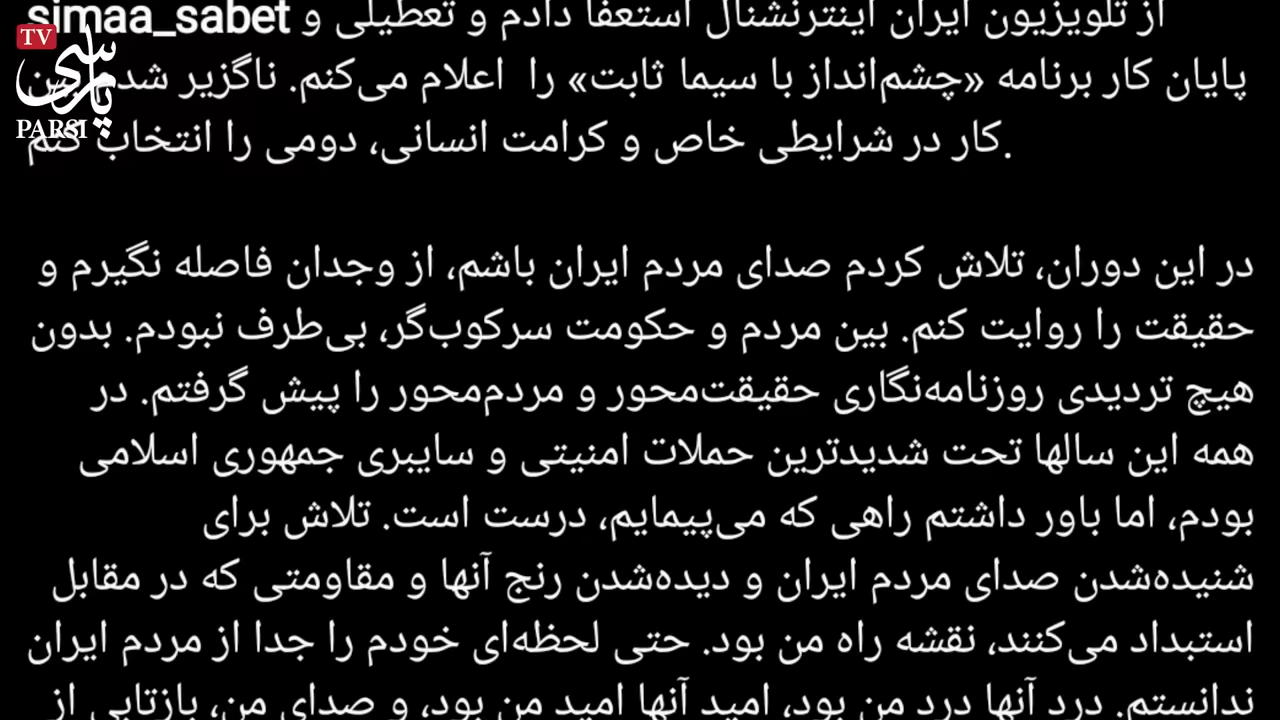 simaa_sabet از تلویزیون ایران اینترنشنال استعفا دادم و تعطیلی و
پایان کار برنامه «چشم‌انداز با سیما ثابت» را اعلام می‌کنم. ناگزیر شدم بین
کار در شرایطی خاص و کرامت انسانی، دومی را انتخاب کنم.
در این دوران، تلاش کردم صدای مردم ایران باشم، از وجدان فاصله نگیرم و
حقیقت را روایت کنم. بین مردم و حکومت سرکوب‌گر، بی‌طرف نبودم. بدون
هیچ تردیدی روزنامه‌نگاری حقیقت‌محور و مردم‌محور را پیش گرفتم. در
همه این سالها تحت شدیدترین حملات امنیتی و سایبری جمهوری اسلامی
بودم، اما باور داشتم راهی که می‌پیمایم، درست است. تلاش برای
شنیده‌شدن صدای مردم ایران و دیده‌شدن رنج آنها و مقاومتی که در مقابل
استبداد می‌کنند، نقشه راه من بود. حتی لحظه‌ای خودم را جدا از مردم ایران
ندانستم. درد آنها درد من بود، امید آنها امید من بود، و صدای من، بازتابی از
TV
پارسی
PARSI